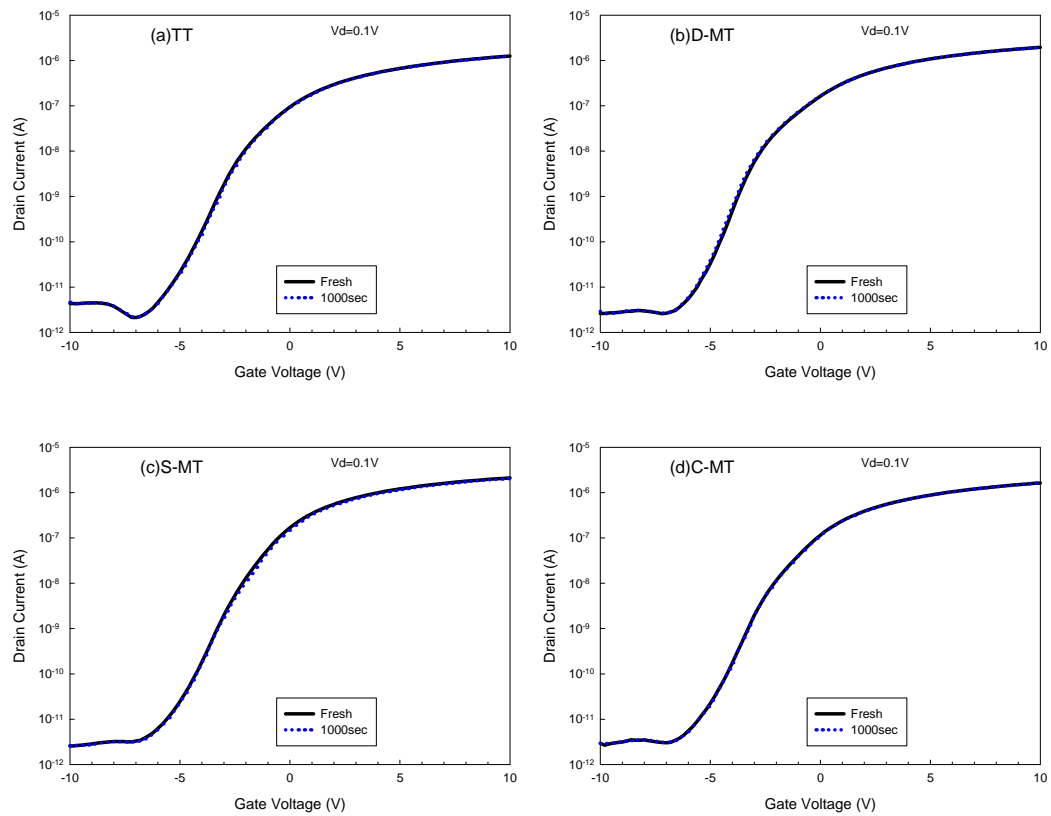 (a)TT
Vd=0.1V
10-5
10-6
10-7
10-8
10-9
10-10
10-11
10-12
Drain Current (A)
Fresh
1000sec
-10 -5 0 5 10
Gate Voltage (V)
(b)D-MT
Vd=0.1V
10-5
10-6
10-7
10-8
10-9
10-10
10-11
10-12
Drain Current (A)
Fresh
1000sec
-10 -5 0 5 10
Gate Voltage (V)
(c)S-MT
Vd=0.1V
10-5
10-6
10-7
10-8
10-9
10-10
10-11
10-12
Drain Current (A)
Fresh
1000sec
-10 -5 0 5 10
Gate Voltage (V)
(d)C-MT
Vd=0.1V
10-5
10-6
10-7
10-8
10-9
10-10
10-11
10-12
Drain Current (A)
Fresh
1000sec
-10 -5 0 5 10
Gate Voltage (V)